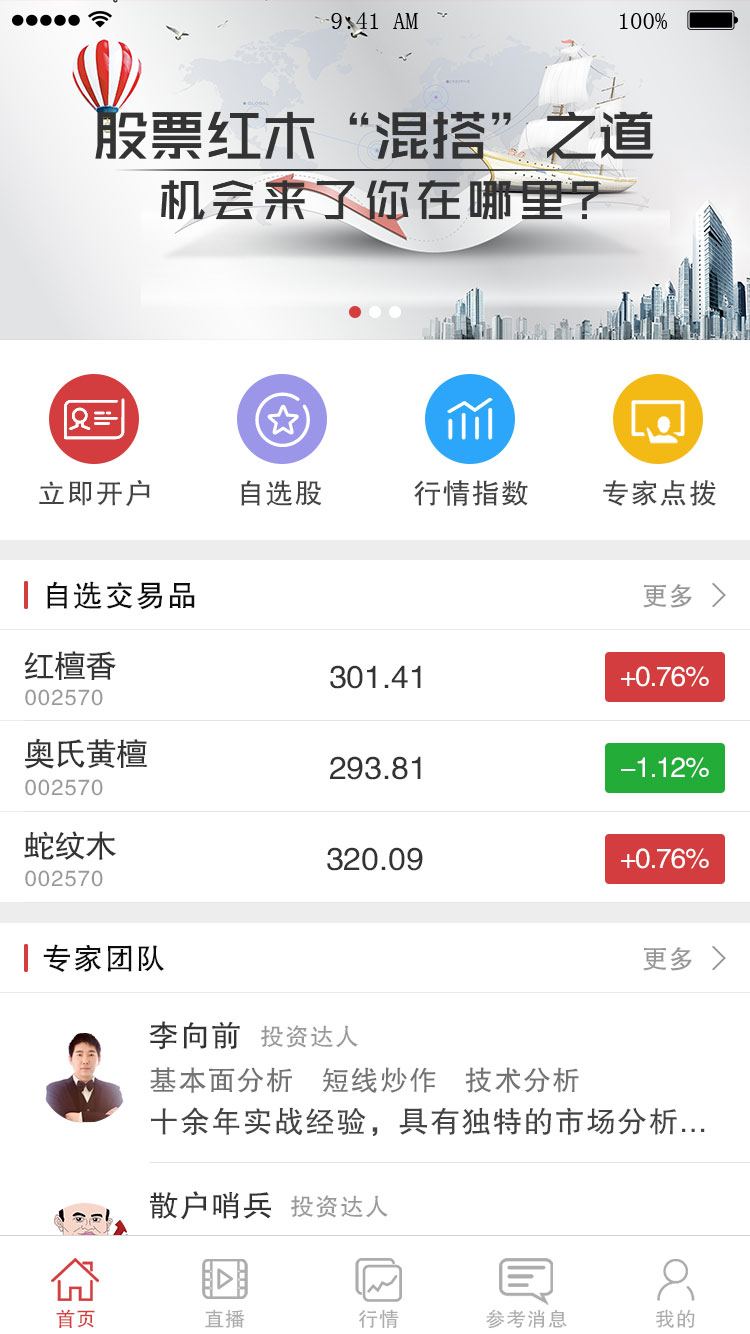 9:41 AM 100%
股票红木“混搭”之道
机会来了你在哪里?
立即开户 自选股 行情指数 专家点拨
自选交易品 更多
红檀香 301.41 +0.76%
002570
奥氏黄檀 293.81 −1.12%
002570
蛇纹木 320.09 +0.76%
002570
专家团队 更多
李向前 投资达人
基本面分析 短线炒作 技术分析
十余年实战经验，具有独特的市场分析...
散户哨兵 投资达人
首页 直播 行情 参考消息 我的